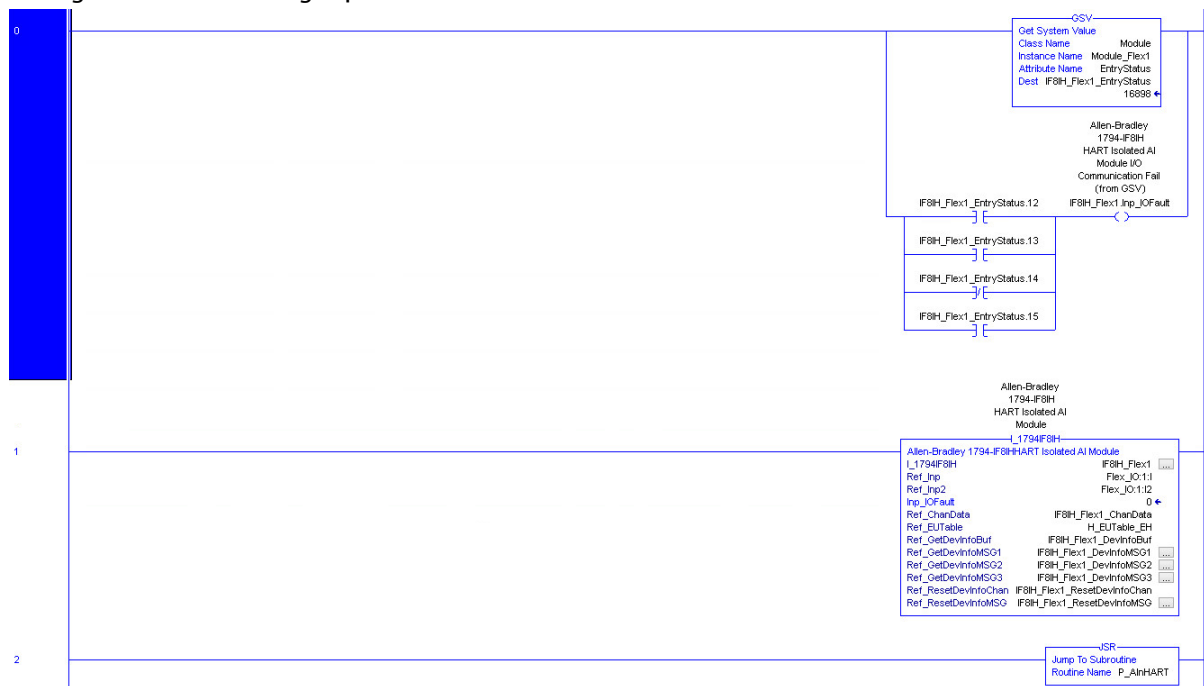 0
GSV
Get System Value
Class Name Module
Instance Name Module_Flex1
Attribute Name EntryStatus
Dest IF8IH_Flex1_EntryStatus
16898
Allen-Bradley
1794-IF8IH
HART Isolated AI
Module I/O
Communication Fail
(from GSV)
IF8IH_Flex1_EntryStatus.12 IF8IH_Flex1.Inp_IOFault
IF8IH_Flex1_EntryStatus.13
IF8IH_Flex1_EntryStatus.14
IF8IH_Flex1_EntryStatus.15
Allen-Bradley
1794-IF8IH
HART Isolated AI
Module
1
I_1794IF8IH
Allen-Bradley 1794-IF8IHHART Isolated AI Module
I_1794IF8IH IF8IH_Flex1 ...
Ref_Inp Flex_IO:1:I
Ref_Inp2 Flex_IO:1:I2
Inp_IOFault 0
Ref_ChanData IF8IH_Flex1_ChanData
Ref_EUTable H_EUTable_EH
Ref_GetDevInfoBuf IF8IH_Flex1_DevInfoBuf
Ref_GetDevInfoMSG1 IF8IH_Flex1_DevInfoMSG1 ...
Ref_GetDevInfoMSG2 IF8IH_Flex1_DevInfoMSG2 ...
Ref_GetDevInfoMSG3 IF8IH_Flex1_DevInfoMSG3 ...
Ref_ResetDevInfoChan IF8IH_Flex1_ResetDevInfoChan
Ref_ResetDevInfoMSG IF8IH_Flex1_ResetDevInfoMSG ...
2
JSR
Jump To Subroutine
Routine Name P_AInHART